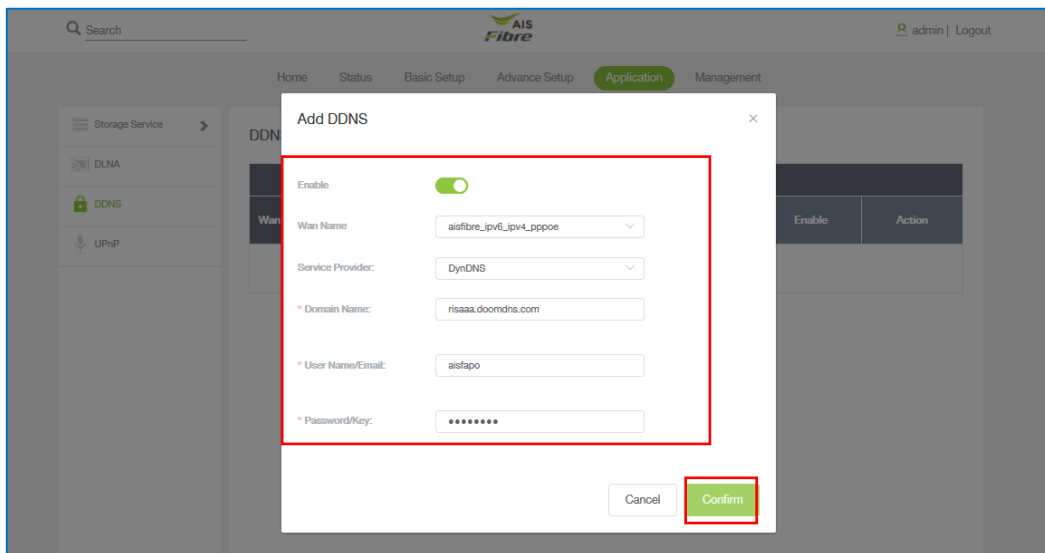 Search
AIS
Fibre
admin | Logout
Home Status Basic Setup Advance Setup Application Management
Storage Service
DLNA
DDNS
UPnP
DDN
Wan
Enable Action
Add DDNS
Enable
Wan Name aisfibre_ipv6_ipv4_pppoe
Service Provider: DynDNS
* Domain Name: risaaa.doomdns.com
* User Name/Email: aisfapo
* Password/Key: ••••••••
Cancel Confirm